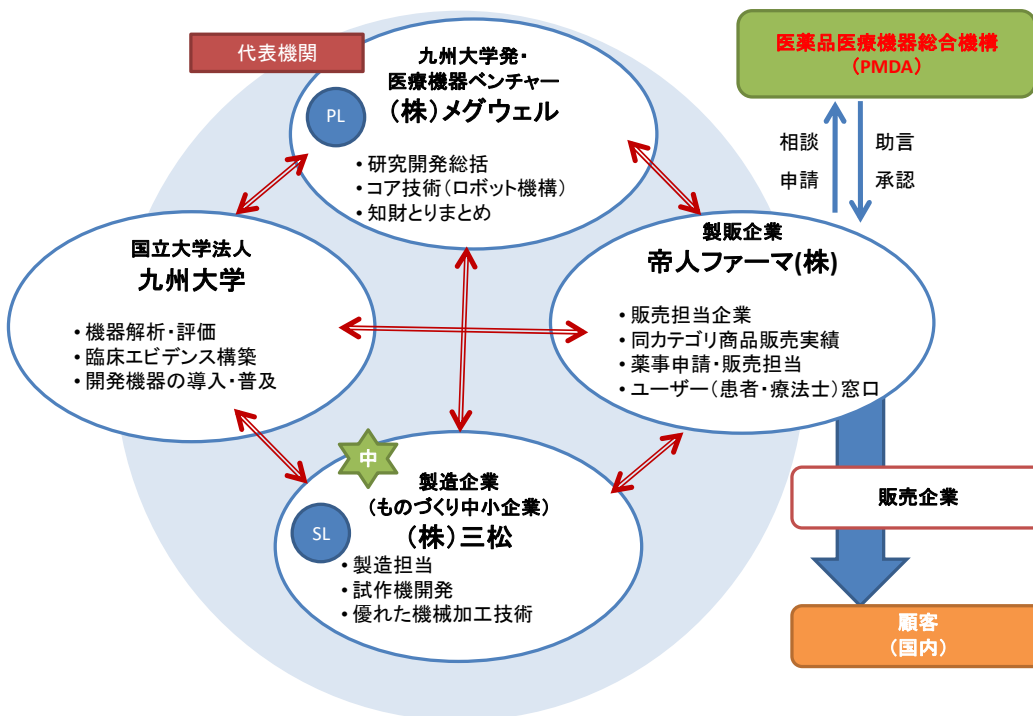 代表機関
九州大学発・
医療機器ベンチャー
(株)メグウェル
PL
• 研究開発総括
• コア技術(ロボット機構)
• 知財とりまとめ
医薬品医療機器総合機構
(PMDA)
相談
申請
助言
承認
国立大学法人
九州大学
• 機器解析・評価
• 臨床エビデンス構築
• 開発機器の導入・普及
製販企業
帝人ファーマ(株)
• 販売担当企業
• 同カテゴリ商品販売実績
• 薬事申請・販売担当
• ユーザー(患者・療法士)窓口
中
製造企業
(ものづくり中小企業)
(株)三松
SL
• 製造担当
• 試作機開発
• 優れた機械加工技術
販売企業
顧客
(国内)